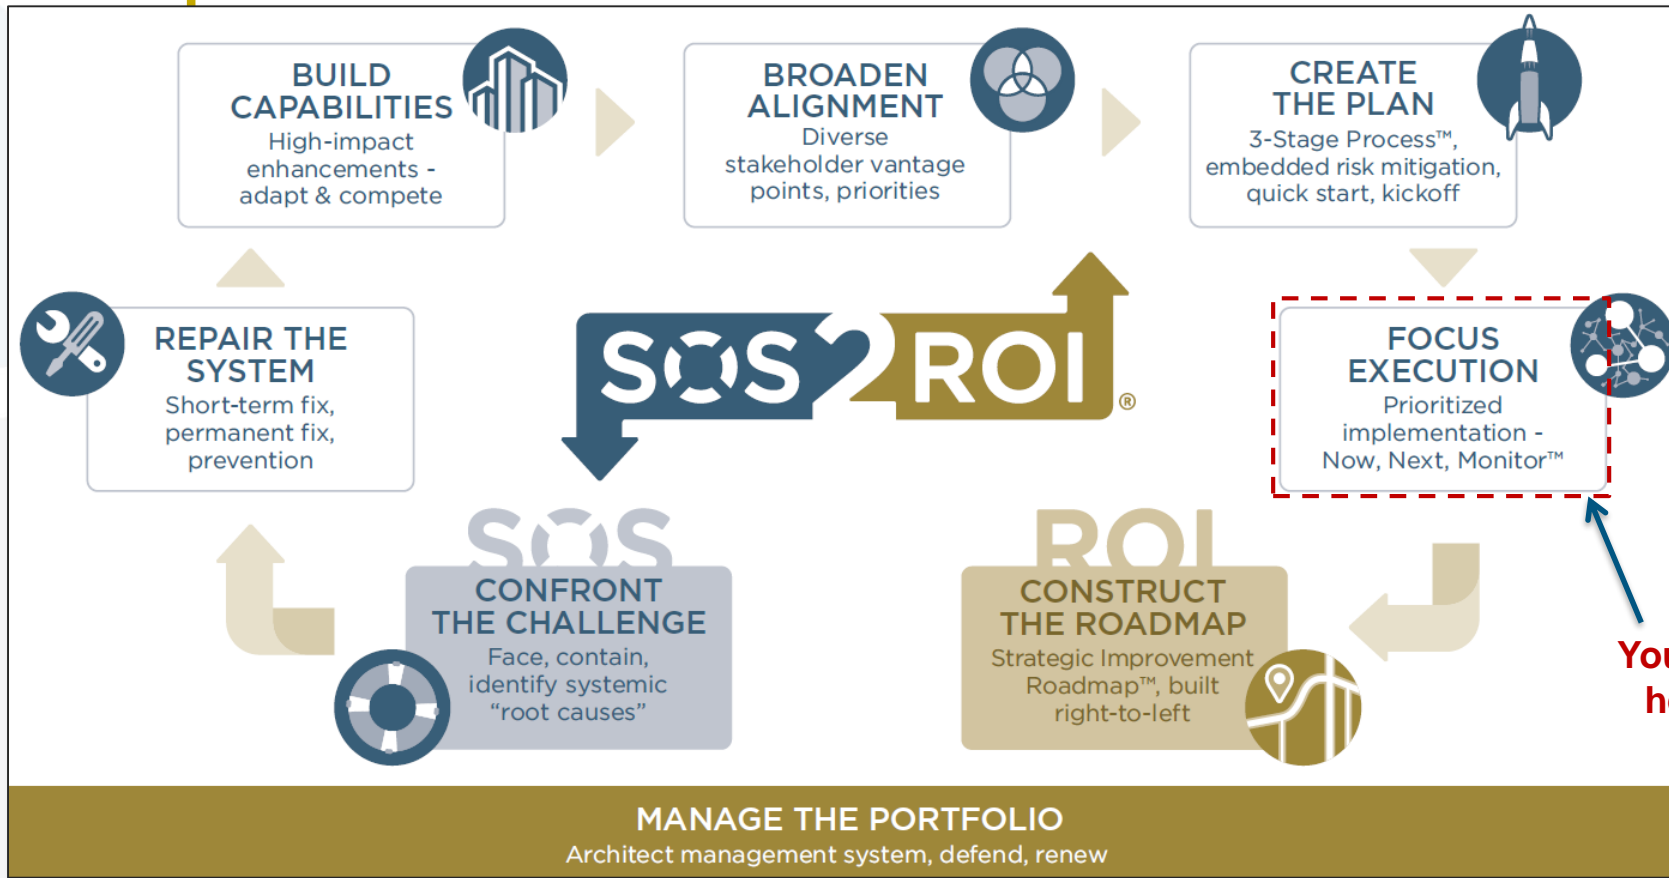 BUILD
CAPABILITIES
High-impact
enhancements -
adapt & compete
BROADEN
ALIGNMENT
Diverse
stakeholder vantage
points, priorities
CREATE
THE PLAN
3-Stage Process™,
embedded risk mitigation,
quick start, kickoff
REPAIR THE
SYSTEM
Short-term fix,
permanent fix,
prevention
SOS2ROI®
FOCUS
EXECUTION
Prioritized
implementation -
Now, Next, Monitor™
SOS
CONFRONT
THE CHALLENGE
Face, contain,
identify systemic
“root causes”
ROI
CONSTRUCT
THE ROADMAP
Strategic Improvement
Roadmap™, built
right-to-left
You
MANAGE THE PORTFOLIO
Architect management system, defend, renew